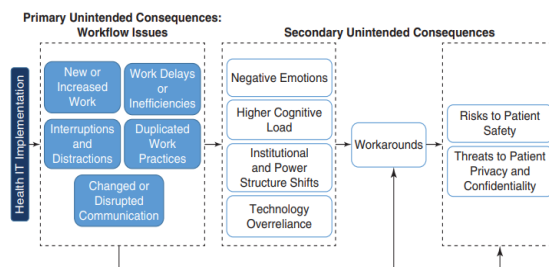 Primary Unintended Consequences:
Workflow Issues
Secondary Unintended Consequences
Health IT Implementation
New or
Increased
Work
Work Delays
or
Inefficiencies
Interruptions
and
Distractions
Duplicated
Work
Practices
Changed or
Disrupted
Communication
Negative Emotions
Higher Cognitive
Load
Institutional
and Power
Structure Shifts
Technology
Overreliance
Workarounds
Risks to Patient
Safety
Threats to Patient
Privacy and
Confidentiality